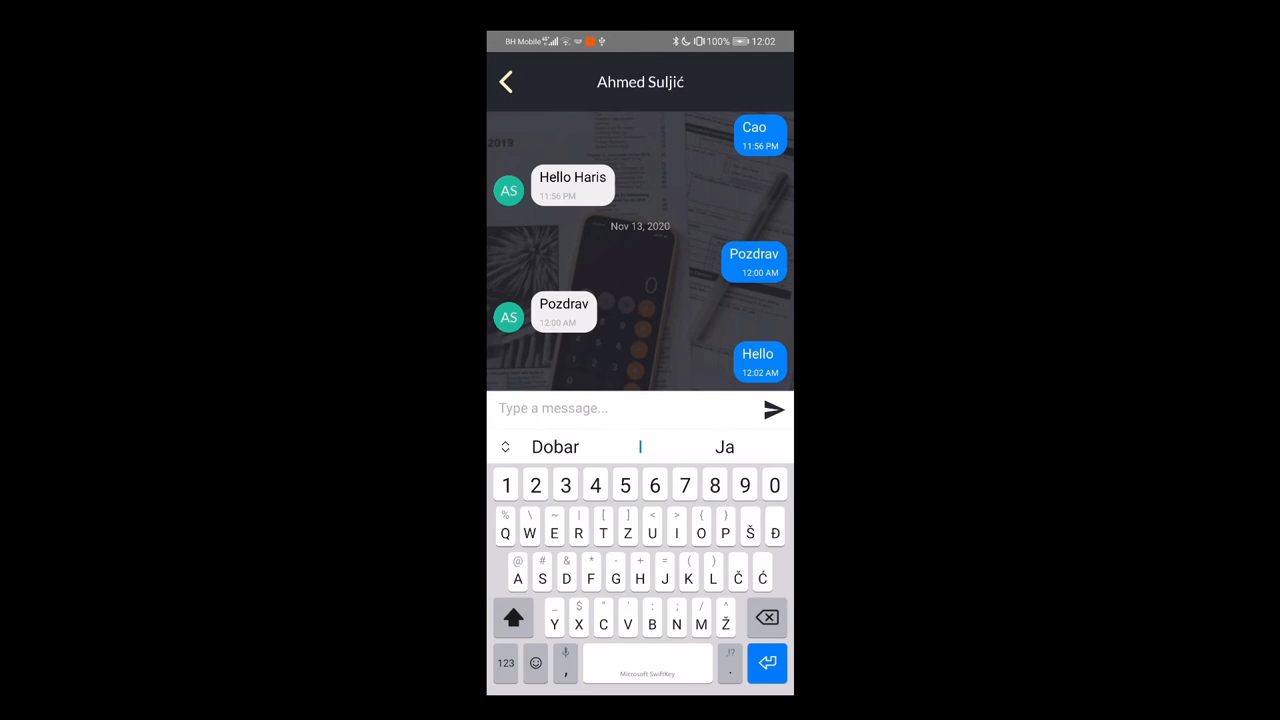 BH Mobile 100% 12:02
Ahmed Suljić
2019
Cao
11:56 PM
AS
Hello Haris
11:56 PM
Nov 13, 2020
Pozdrav
12:00 AM
AS
Pozdrav
12:00 AM
Hello
12:02 AM
Type a message...
Dobar I Ja
1 2 3 4 5 6 7 8 9 0
% \ ~ | [ ] < > { }
Q W E R T Z U I O P Š Đ
@ # & * - + = ( )
A S D F G H J K L Č Ć
_ $ " ' : ; / ^
Y X C V B N M Ž
123 , Microsoft SwiftKey ,!? .